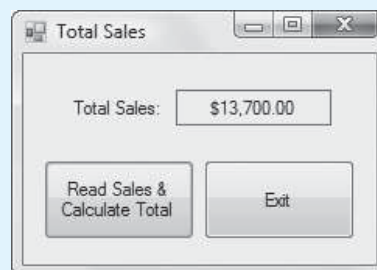 Total Sales
Total Sales:
$13,700.00
Read Sales &
Calculate Total
Exit